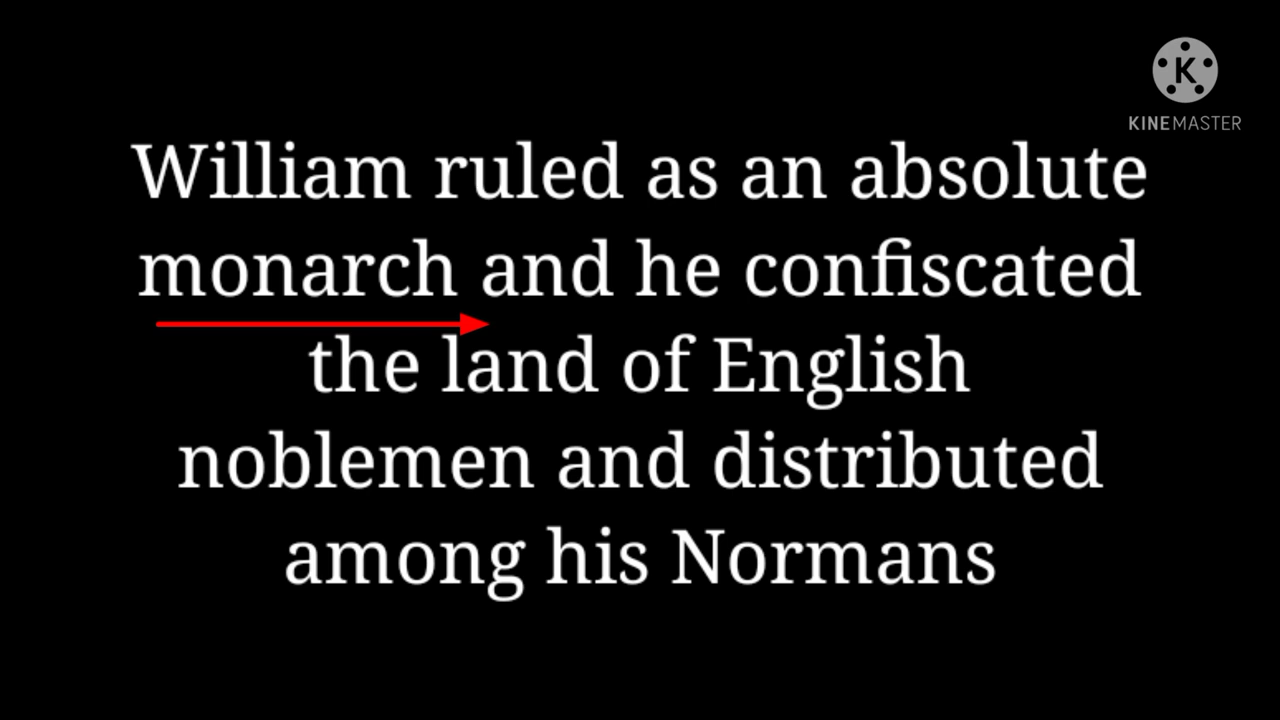 KINEMASTER
William ruled as an absolute
monarch and he confiscated
the land of English
noblemen and distributed
among his Normans